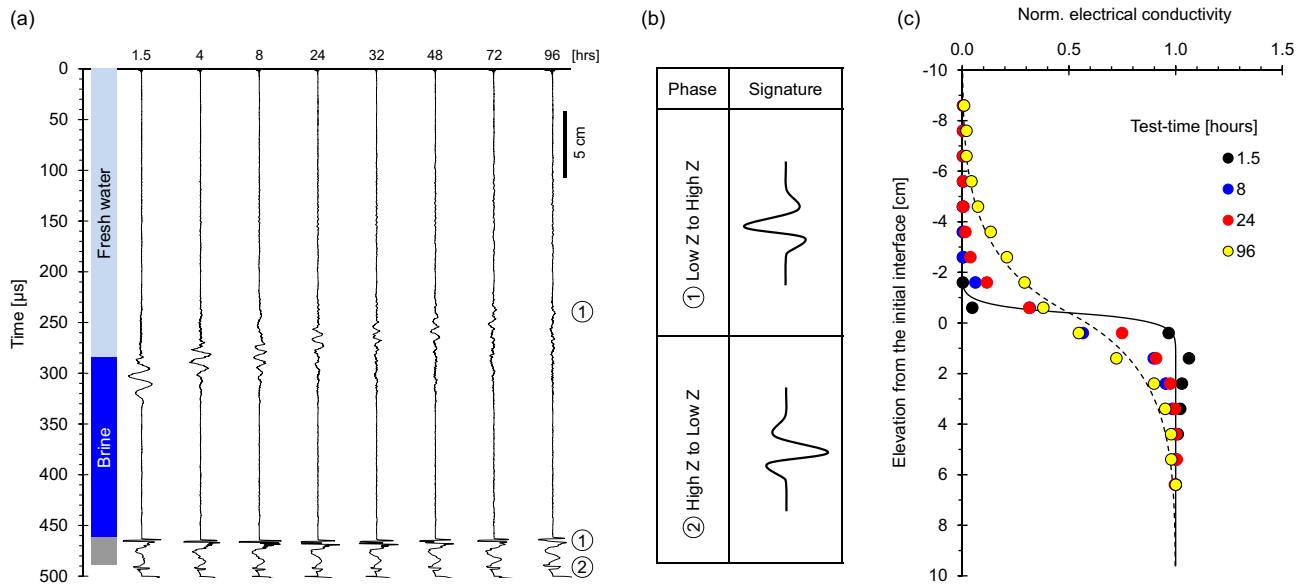 (a)
1.5 4 8 24 32 48 72 96 [hrs]
0
50
100
150
200
250
300
350
400
450
500
Time [µs]
Fresh water
Brine
5 cm
①
①
②
(b)
Phase Signature
① Low Z to High Z
② High Z to Low Z
(c)
Norm. electrical conductivity
0.0 0.5 1.0 1.5
-10
-8
-6
-4
-2
0
2
4
6
8
10
Elevation from the initial interface [cm]
Test-time [hours]
1.5
8
24
96